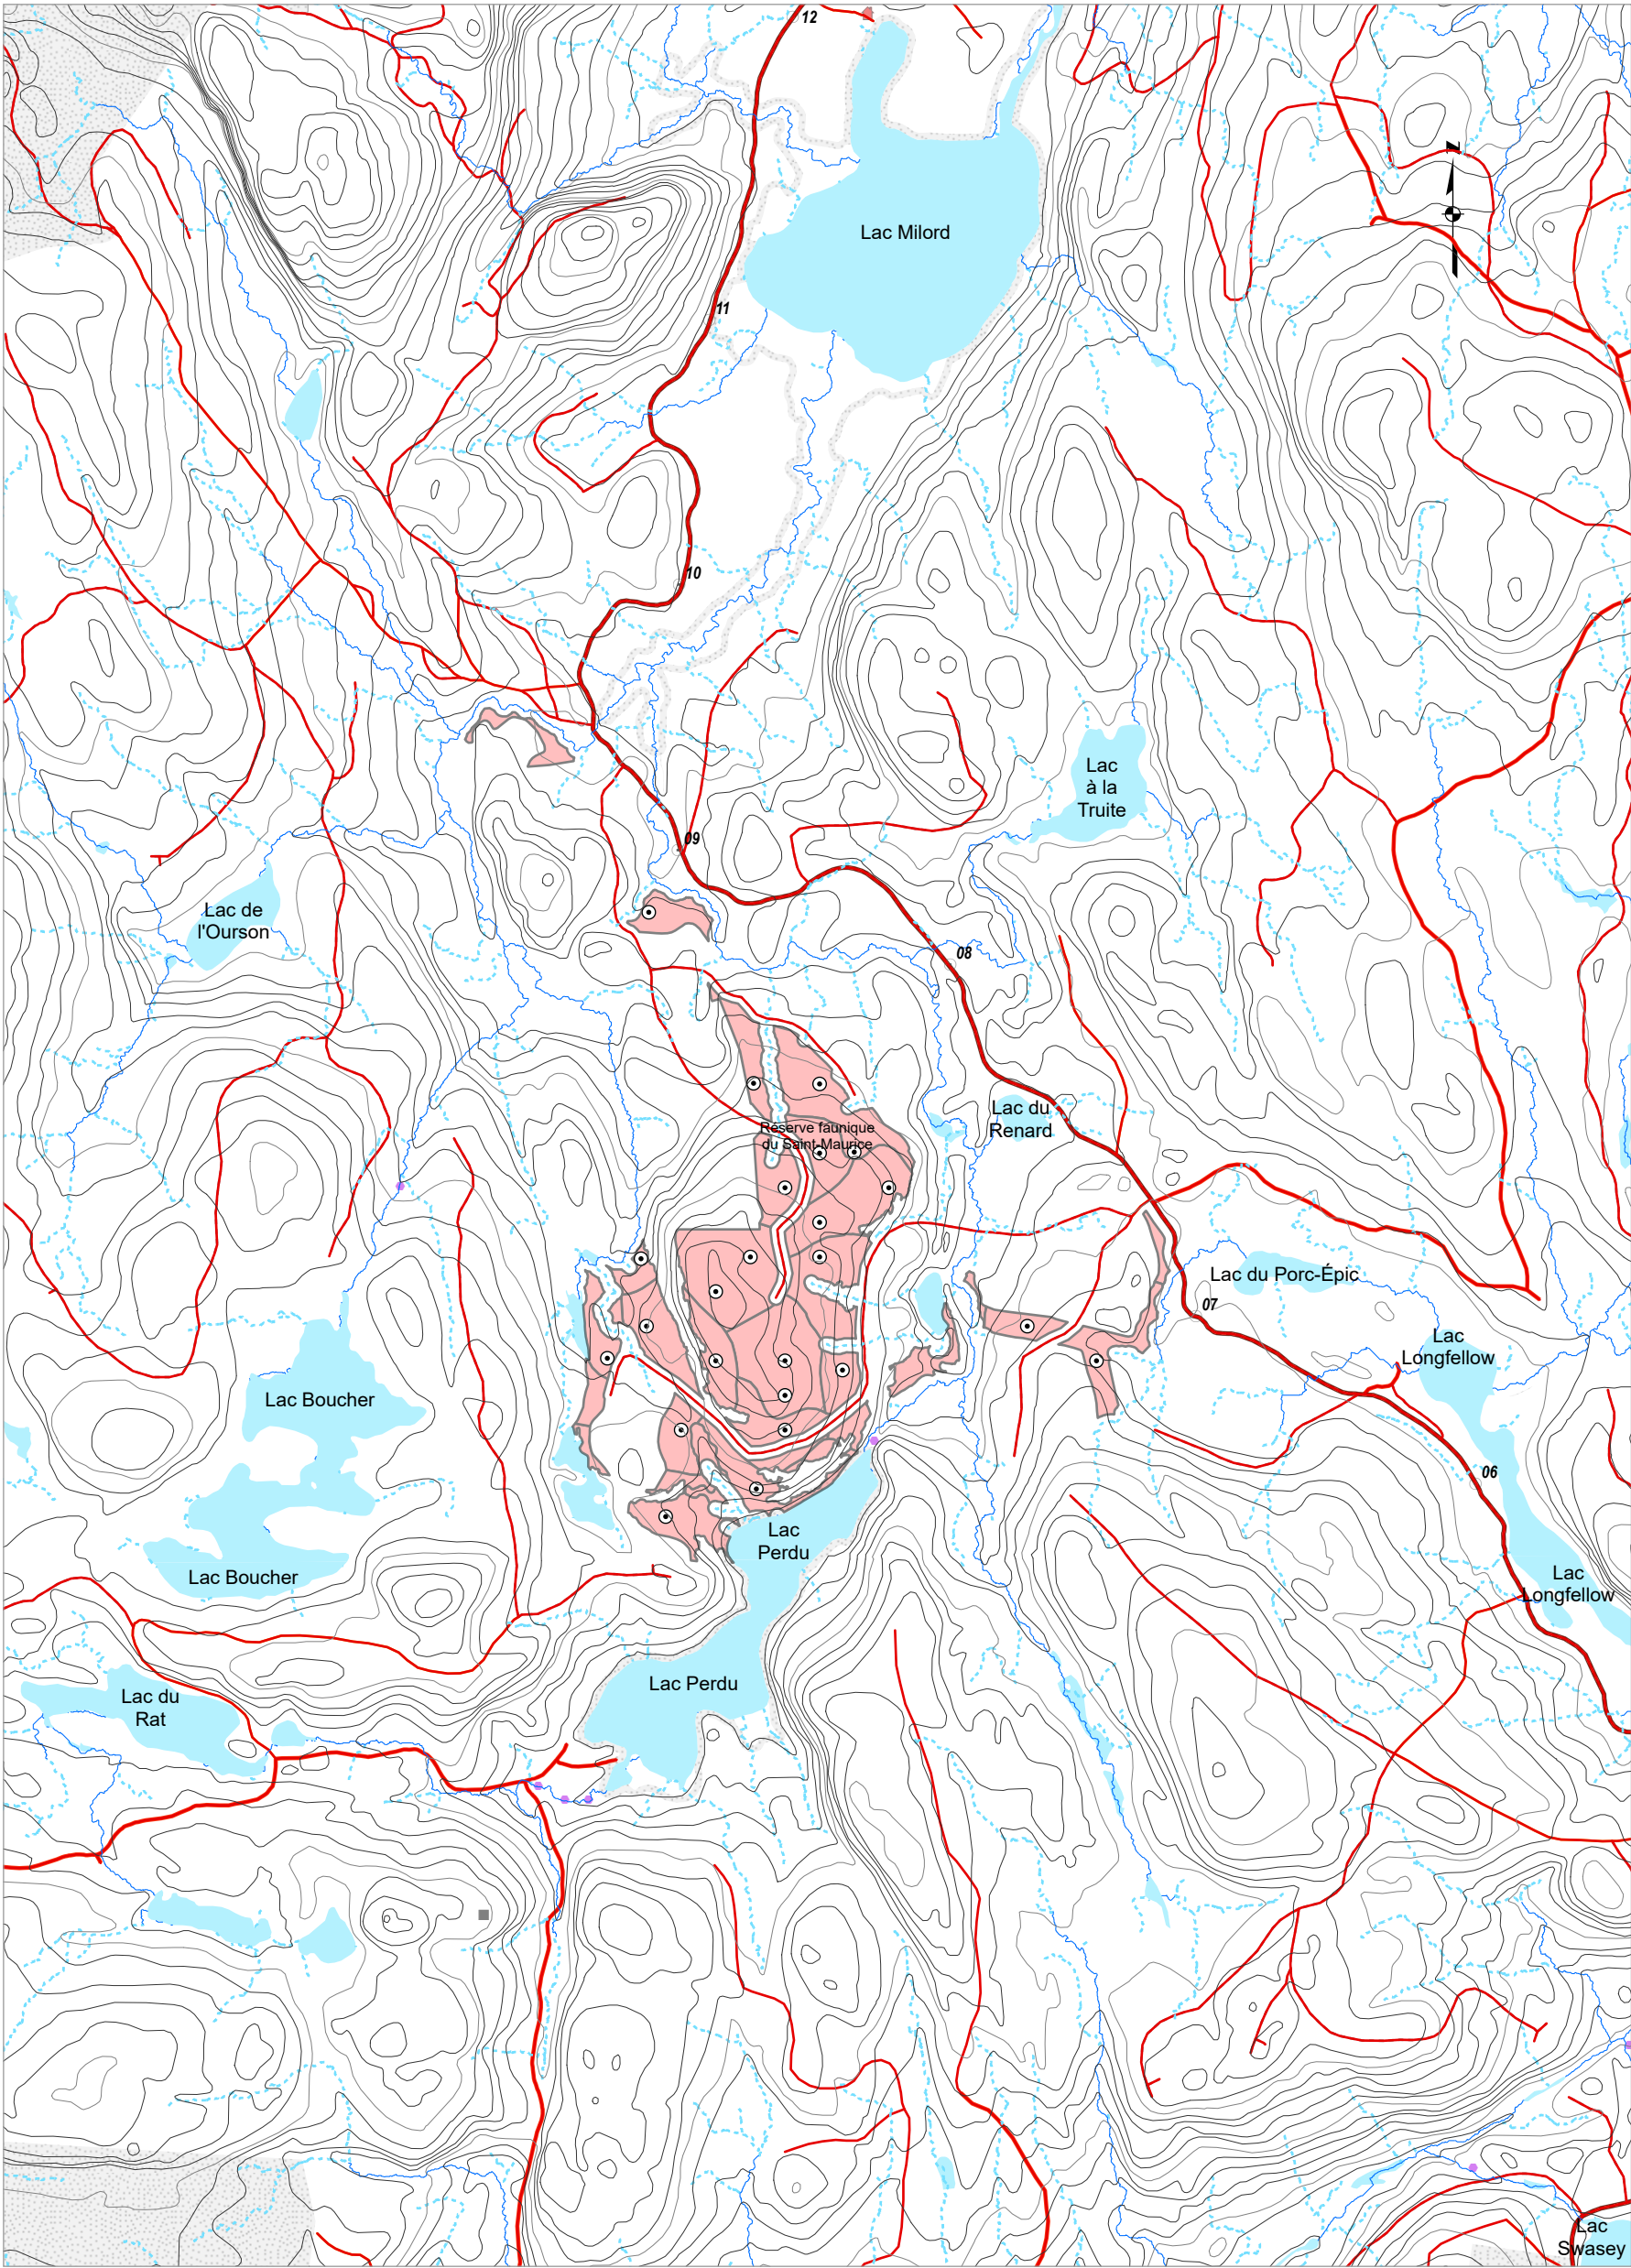 12
Lac Milord
N
11
10
Lac
à la
Truite
09
Lac de
l'Ourson
08
Lac du
Renard
Réserve faunique
du Saint-Maurice
Lac du Porc-Épic
07
Lac
Longfellow
Lac Boucher
06
Lac
Perdu
Lac Boucher
Lac
Longfellow
Lac Perdu
Lac du
Rat
Lac
Swasey